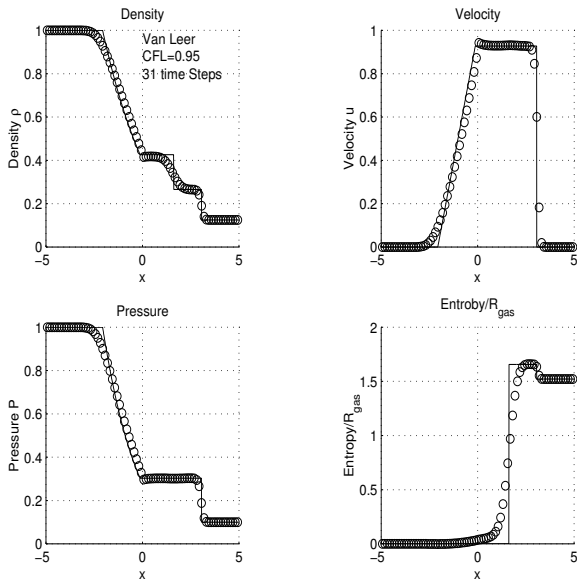 Density
Van Leer
CFL=0.95
31 time Steps
Density ρ
1
0.8
0.6
0.4
0.2
0
−5
0
5
x
Velocity
Velocity u
1
0.8
0.6
0.4
0.2
0
−5
0
5
x
Pressure
Pressure P
1
0.8
0.6
0.4
0.2
0
−5
0
5
x
Entroby/R_gas
Entropy/R_gas
2
1.5
1
0.5
0
−5
0
5
x